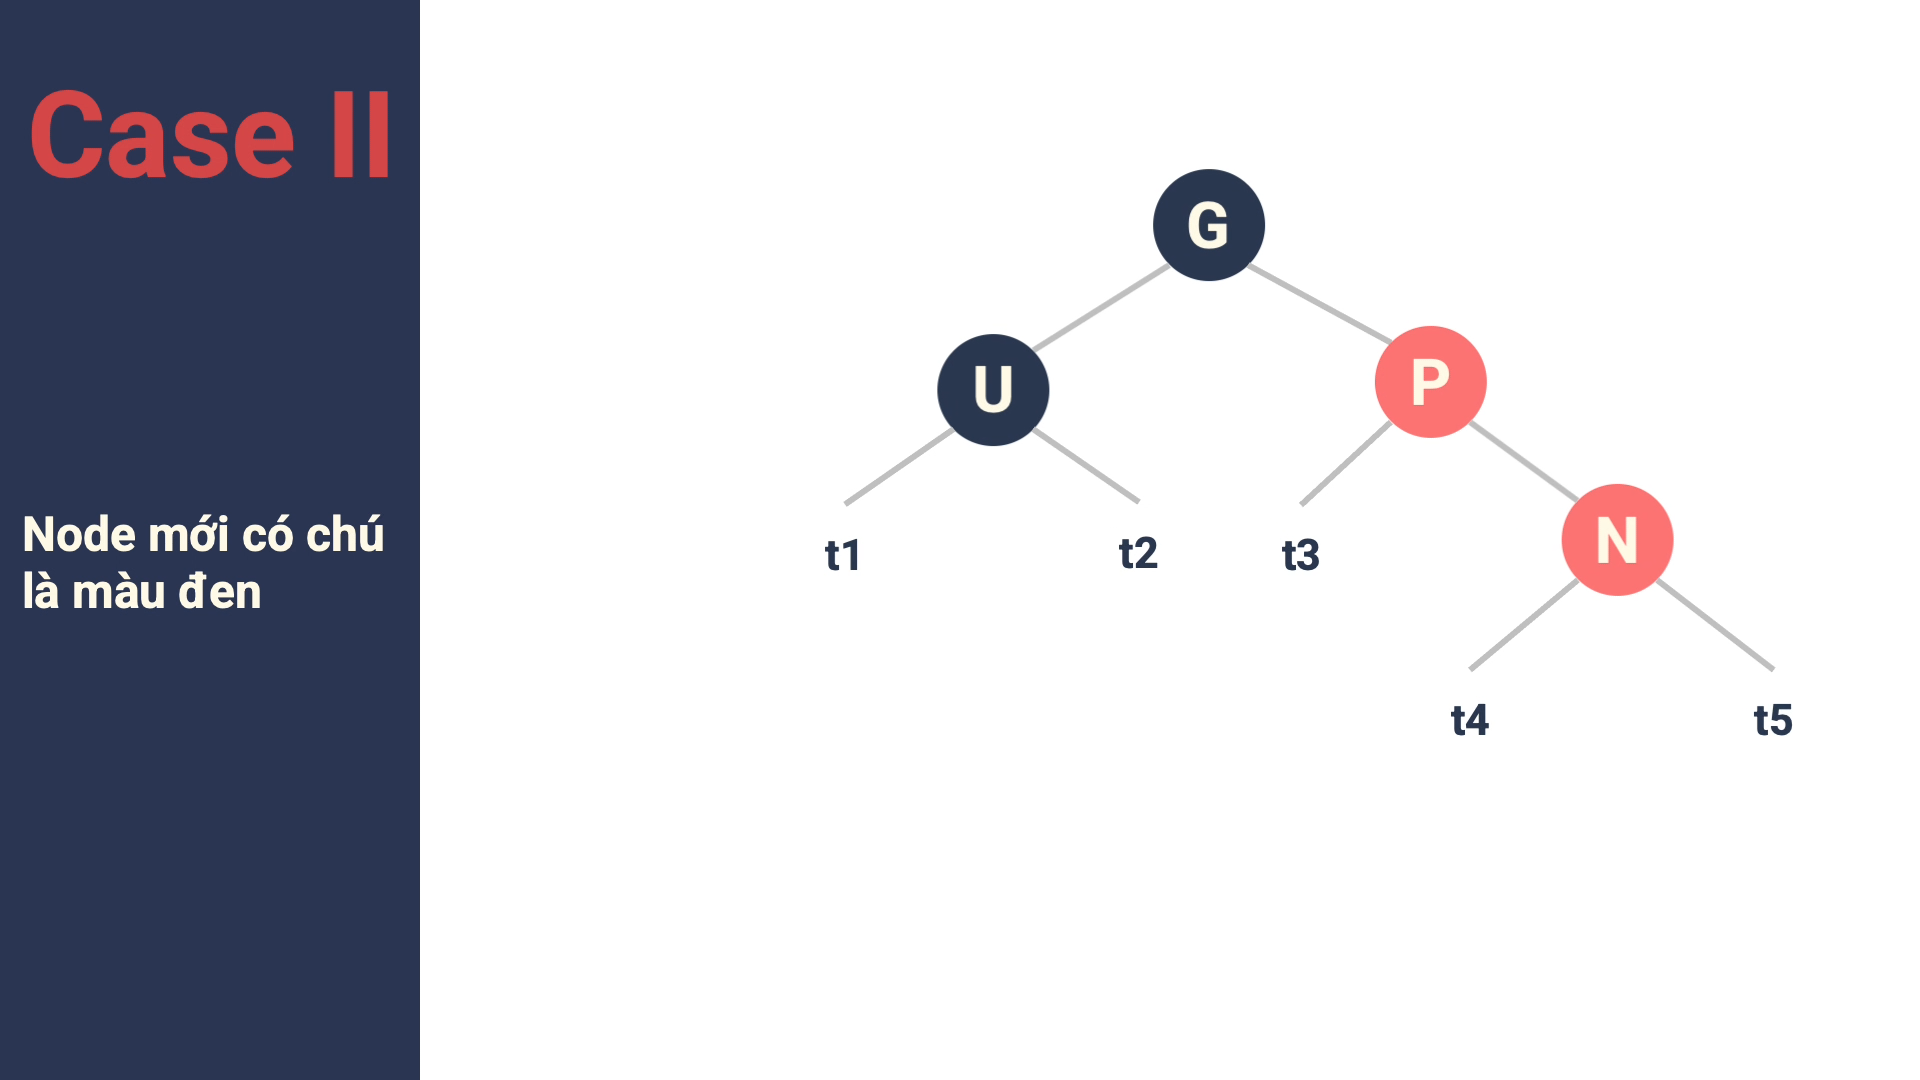 Case II
Node mới có chú
là màu đen
G
U
P
N
t1
t2
t3
t4
t5